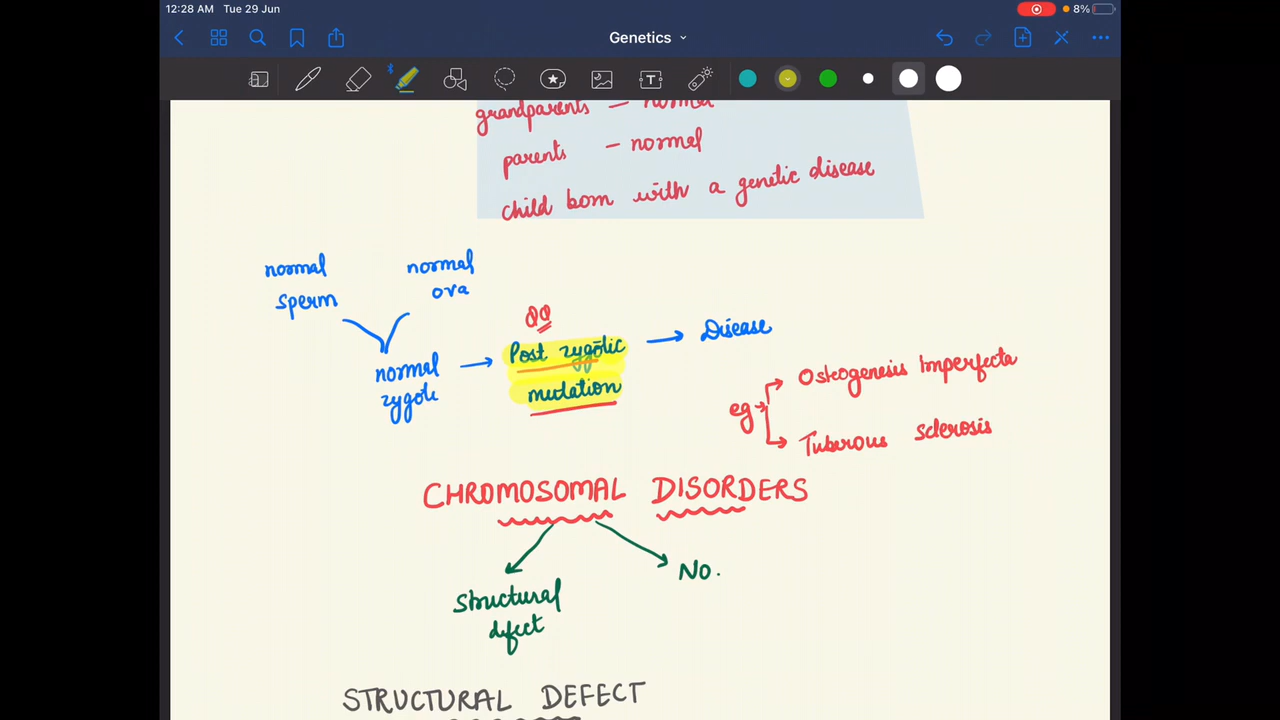 12:28 AM Tue 29 Jun
8%
Genetics
grandparents – normal
parents – normal
child born with a genetic disease
normal
sperm
normal
ova
normal
zygote
QQ
Post zygotic
mutation
Disease
eg
Osteogenesis Imperfecta
Tuberous sclerosis
CHROMOSOMAL DISORDERS
Structural
defect
No.
STRUCTURAL DEFECT